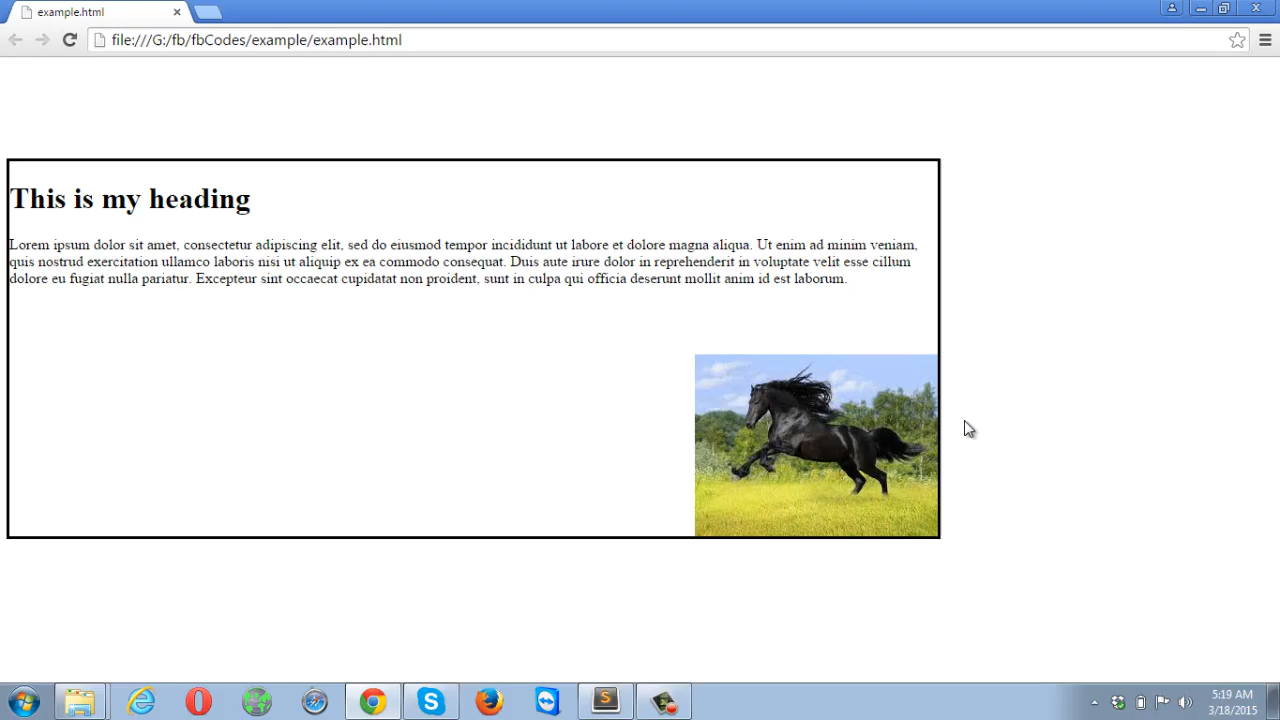 example.html
file:///G:/fb/fbCodes/example/example.html
This is my heading
Lorem ipsum dolor sit amet, consectetur adipiscing elit, sed do eiusmod tempor incididunt ut labore et dolore magna aliqua. Ut enim ad minim veniam,
quis nostrud exercitation ullamco laboris nisi ut aliquip ex ea commodo consequat. Duis aute irure dolor in reprehenderit in voluptate velit esse cillum
dolore eu fugiat nulla pariatur. Excepteur sint occaecat cupidatat non proident, sunt in culpa qui officia deserunt mollit anim id est laborum.
5:19 AM
3/18/2015